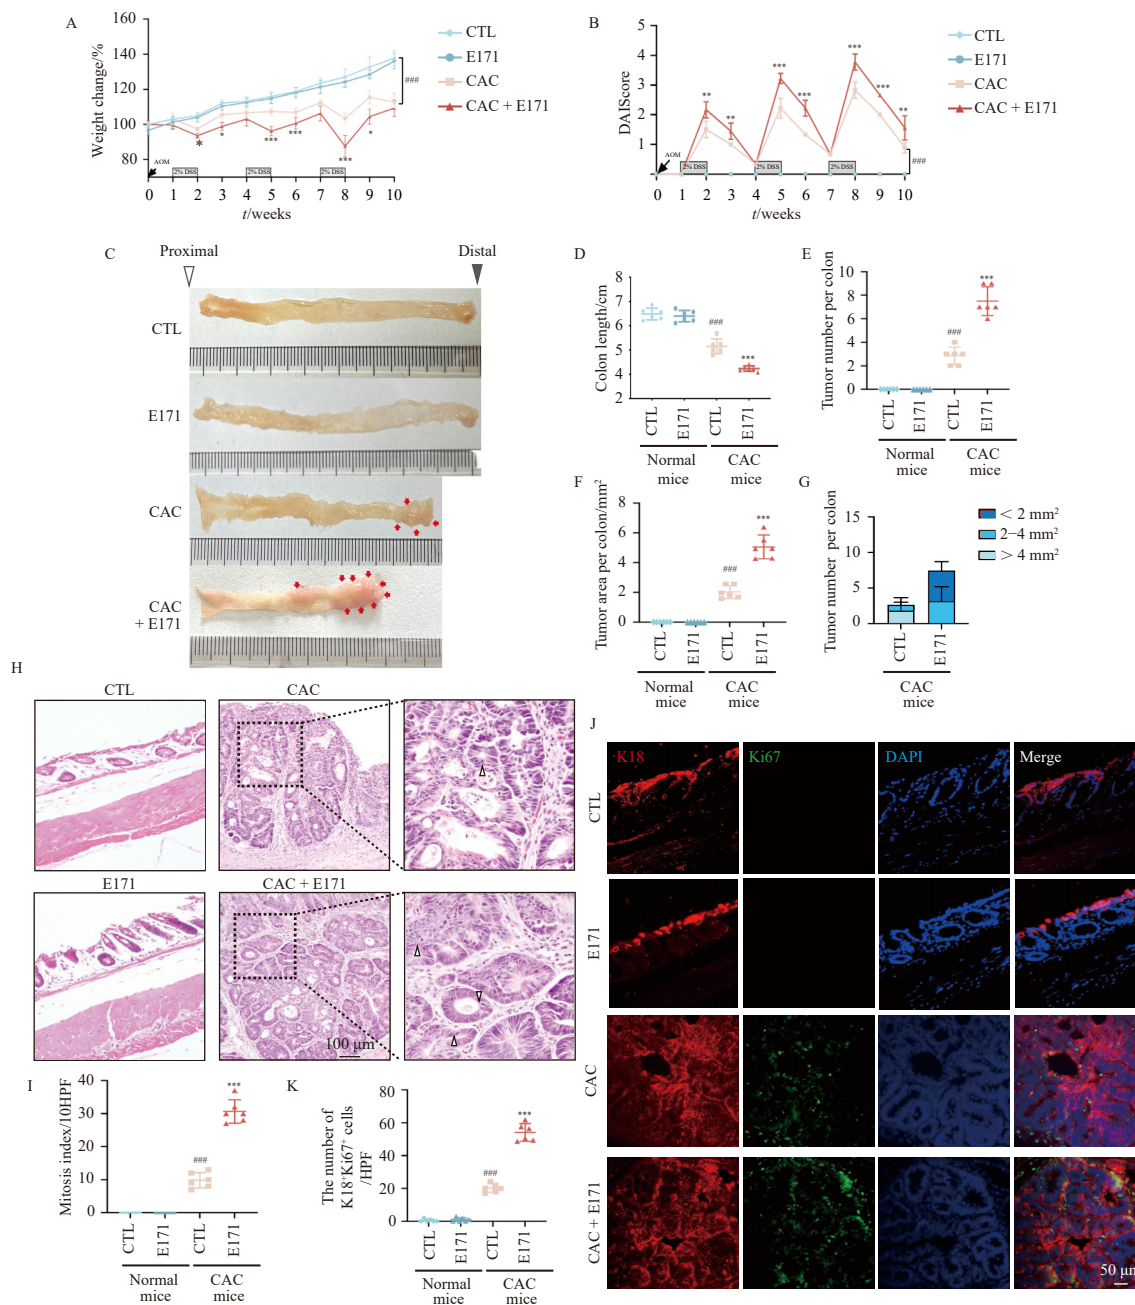 A
Weight change/%
160
140
120
100
80
AOM
2% DSS
2% DSS
2% DSS
*
*
***
***
***
*
###
0 1 2 3 4 5 6 7 8 9 10
t/weeks
CTL
E171
CAC
CAC + E171
B
DAIScore
5
4
3
2
1
0
AOM
2% DSS
2% DSS
2% DSS
**
**
***
***
***
***
**
###
0 1 2 3 4 5 6 7 8 9 10
t/weeks
CTL
E171
CAC
CAC + E171
C
Proximal
Distal
CTL
E171
CAC
CAC
+ E171
D
Colon length/cm
8
7
6
5
4
2
###
***
CTL
E171
CTL
E171
Normal
mice
CAC
mice
E
Tumor number per colon
10
8
6
4
2
0
###
***
CTL
E171
CTL
E171
Normal
mice
CAC
mice
F
Tumor area per colon/mm²
8
6
4
2
0
###
***
CTL
E171
CTL
E171
Normal
mice
CAC
mice
G
Tumor number per colon
15
10
5
0
CTL
E171
CAC
mice
< 2 mm²
2−4 mm²
> 4 mm²
H
CTL
CAC
E171
CAC + E171
100 μm
I
Mitosis index/10HPF
40
30
20
10
0
###
***
CTL
E171
CTL
E171
Normal
mice
CAC
mice
K
The number of
K18⁺Ki67⁺ cells
/HPF
80
60
40
20
0
###
***
CTL
E171
CTL
E171
Normal
mice
CAC
mice
J
K18
Ki67
DAPI
Merge
CTL
E171
CAC
CAC + E171
50 μm